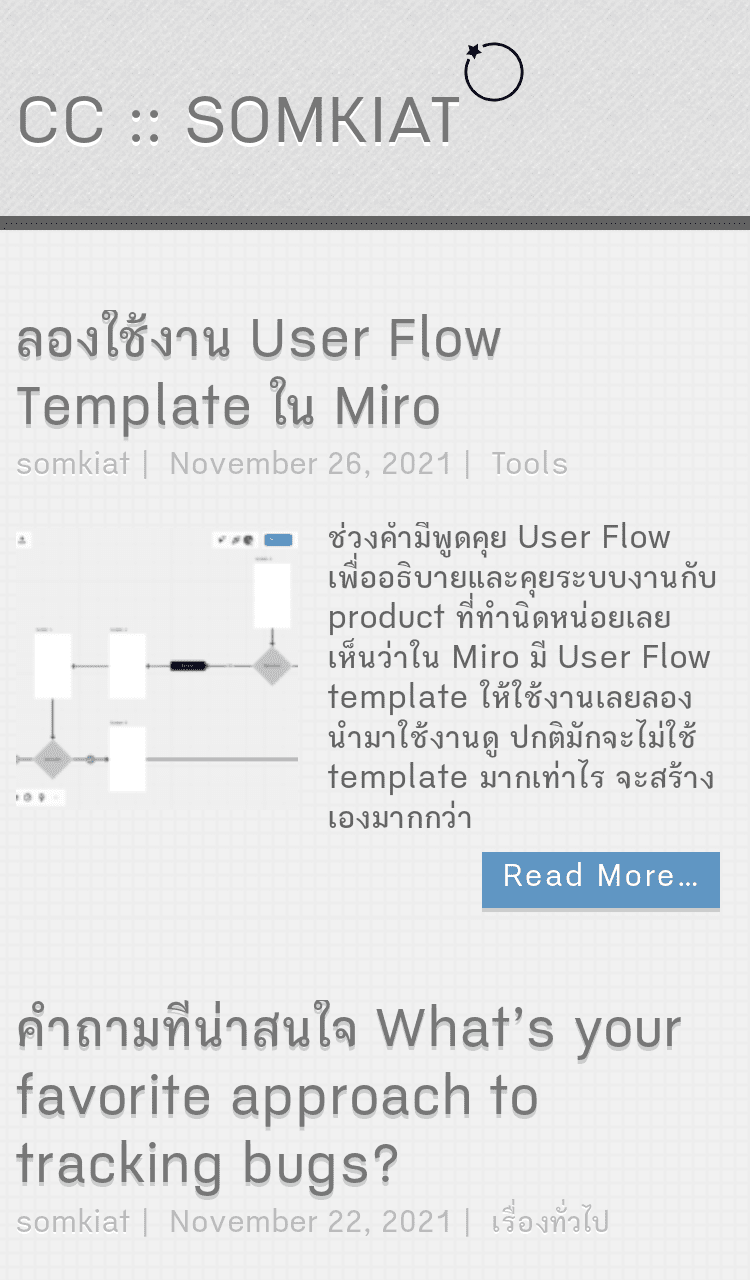 CC :: SOMKIAT
ลองใช้งาน User Flow
Template ใน Miro
somkiat | November 26, 2021 | Tools
ช่วงค่ำมีพูดคุย User Flow
เพื่ออธิบายและคุยระบบงานกับ
product ที่ทำนิดหน่อยเลย
เห็นว่าใน Miro มี User Flow
template ให้ใช้งานเลยลอง
นำมาใช้งานดู ปกติมักจะไม่ใช้
template มากเท่าไร จะสร้าง
เองมากกว่า
Read More…
คำถามที่น่าสนใจ What’s your
favorite approach to
tracking bugs?
somkiat | November 22, 2021 | เรื่องทั่วไป